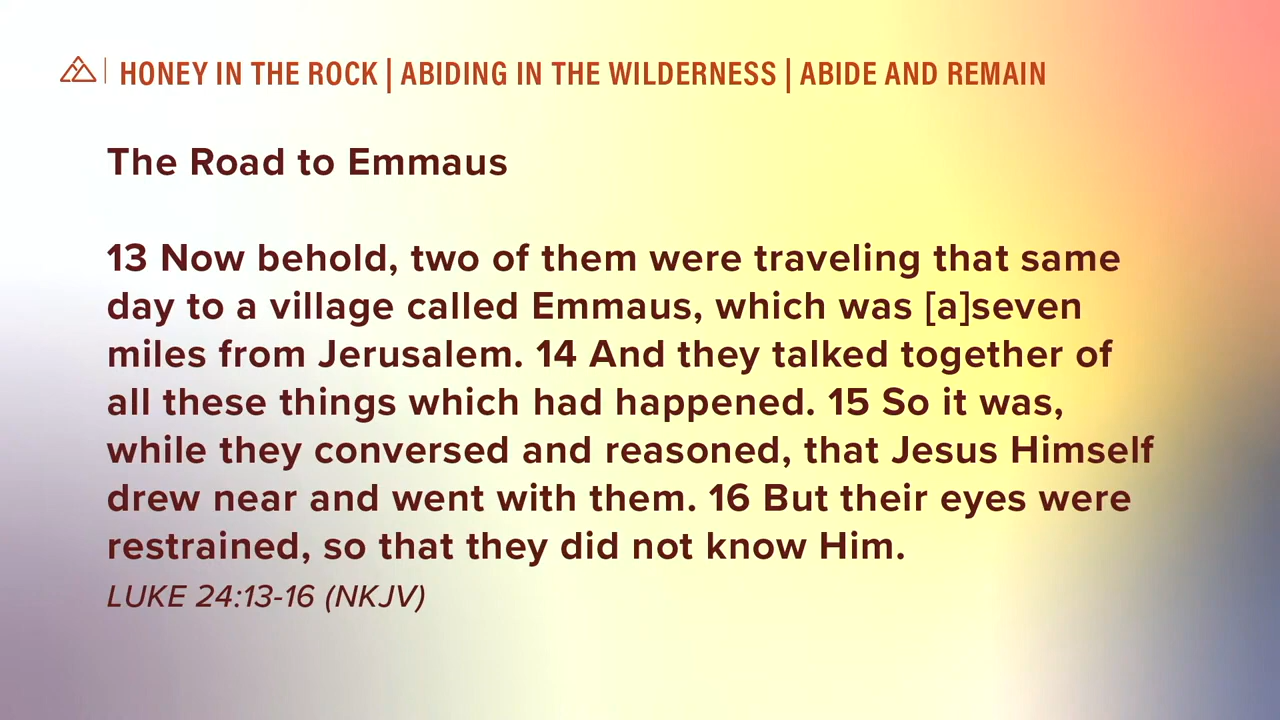 HONEY IN THE ROCK | ABIDING IN THE WILDERNESS | ABIDE AND REMAIN
The Road to Emmaus
13 Now behold, two of them were traveling that same
day to a village called Emmaus, which was [a]seven
miles from Jerusalem. 14 And they talked together of
all these things which had happened. 15 So it was,
while they conversed and reasoned, that Jesus Himself
drew near and went with them. 16 But their eyes were
restrained, so that they did not know Him.
LUKE 24:13-16 (NKJV)